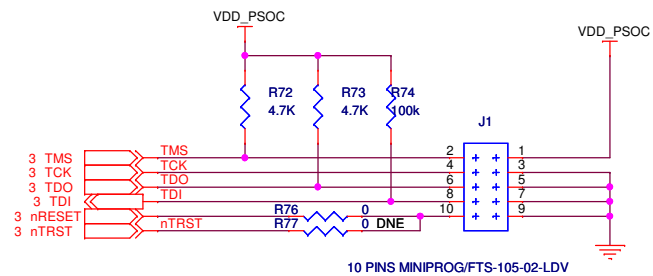 VDD_PSOC
VDD_PSOC
R72 R73 R74
4.7K 4.7K 100k
J1
3 TMS TMS 2 1
3 TCK TCK 4 3
3 TDO TDO 6 5
3 TDI TDI 8 7
3 nRESET R76 0 10 9
3 nTRST nTRST R77 0 DNE
10 PINS MINIPROG/FTS-105-02-LDV